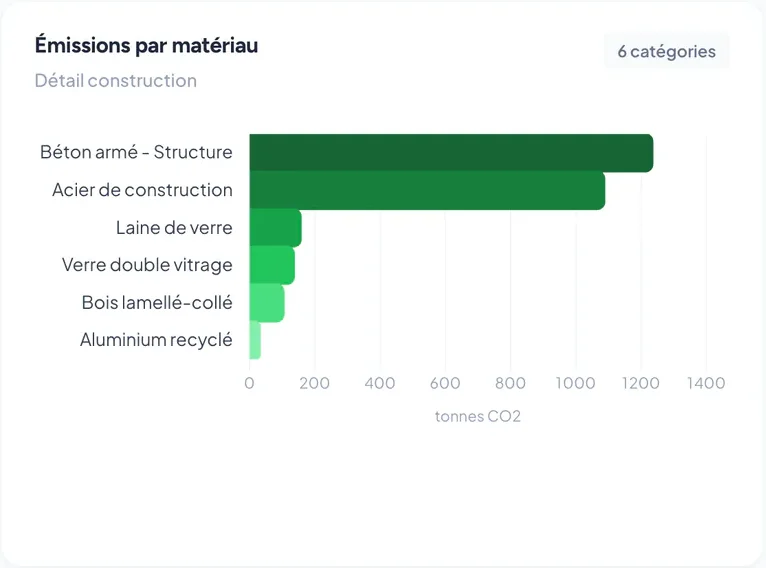 Émissions par matériau
6 catégories
Détail construction
Béton armé - Structure
Acier de construction
Laine de verre
Verre double vitrage
Bois lamellé-collé
Aluminium recyclé
0 200 400 600 800 1000 1200 1400
tonnes CO2